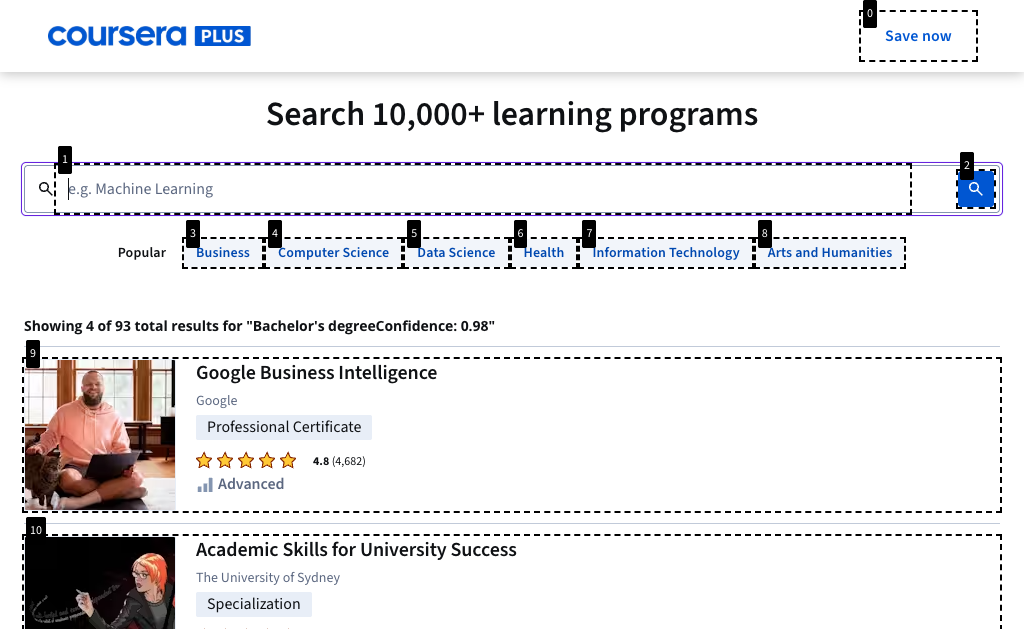 coursera PLUS
0
Save now
Search 10,000+ learning programs
1
e.g. Machine Learning
2
Popular
3
Business
4
Computer Science
5
Data Science
6
Health
7
Information Technology
8
Arts and Humanities
Showing 4 of 93 total results for "Bachelor's degreeConfidence: 0.98"
9
Google Business Intelligence
Google
Professional Certificate
4.8 (4,682)
Advanced
10
Academic Skills for University Success
The University of Sydney
Specialization